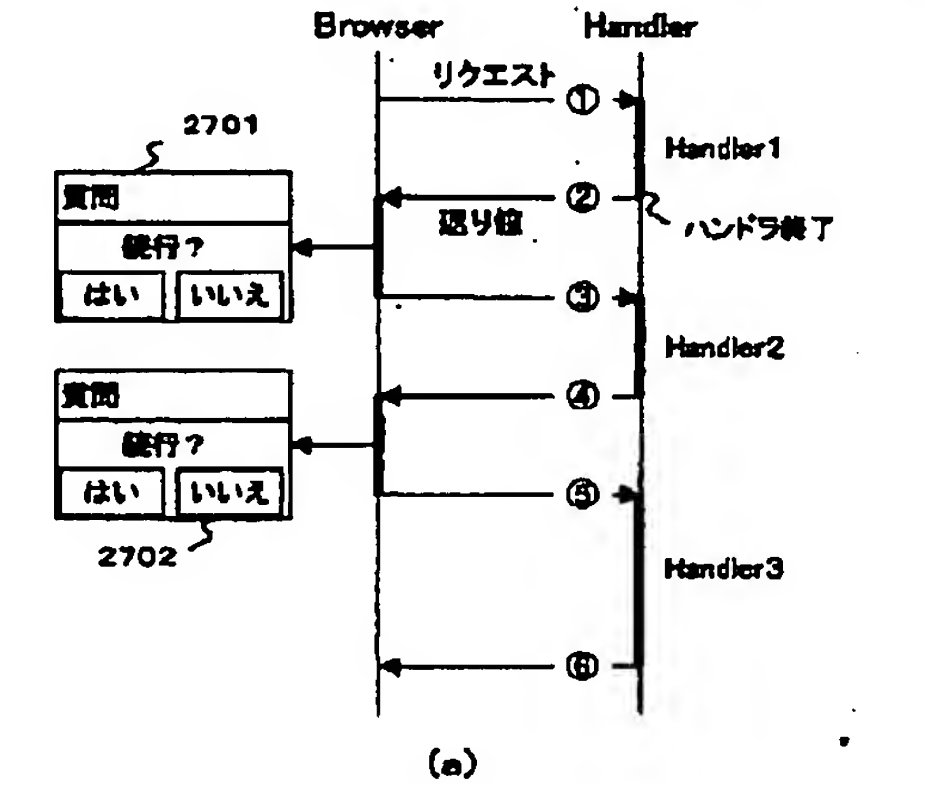 Browser
Handler
リクエスト
①
Handler1
2701
質問
続行?
はい
いいえ
②
返り値
ハンドラ終了
③
Handler2
質問
続行?
はい
いいえ
④
⑤
2702
Handler3
⑥
(a)